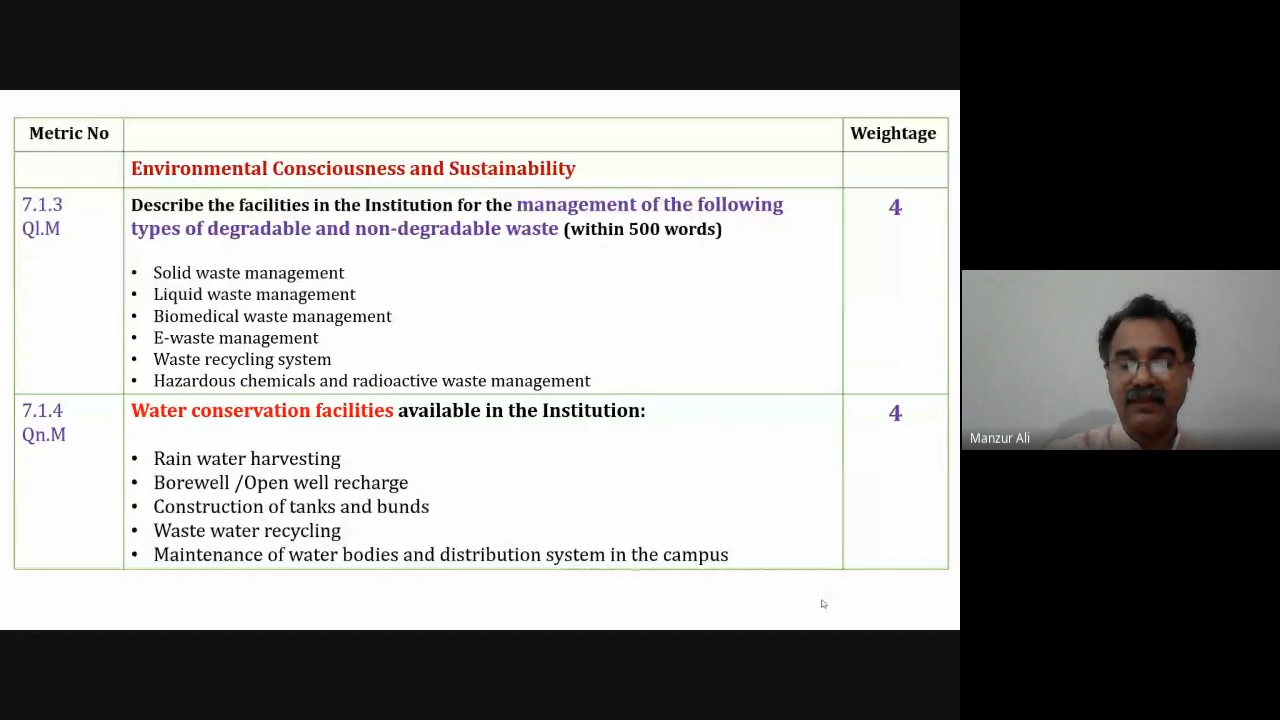 Metric No
Weightage
Environmental Consciousness and Sustainability
7.1.3
Ql.M
Describe the facilities in the Institution for the management of the following
types of degradable and non-degradable waste (within 500 words)
4
• Solid waste management
• Liquid waste management
• Biomedical waste management
• E-waste management
• Waste recycling system
• Hazardous chemicals and radioactive waste management
7.1.4
Qn.M
Water conservation facilities available in the Institution:
4
• Rain water harvesting
• Borewell /Open well recharge
• Construction of tanks and bunds
• Waste water recycling
• Maintenance of water bodies and distribution system in the campus
Manzur Ali